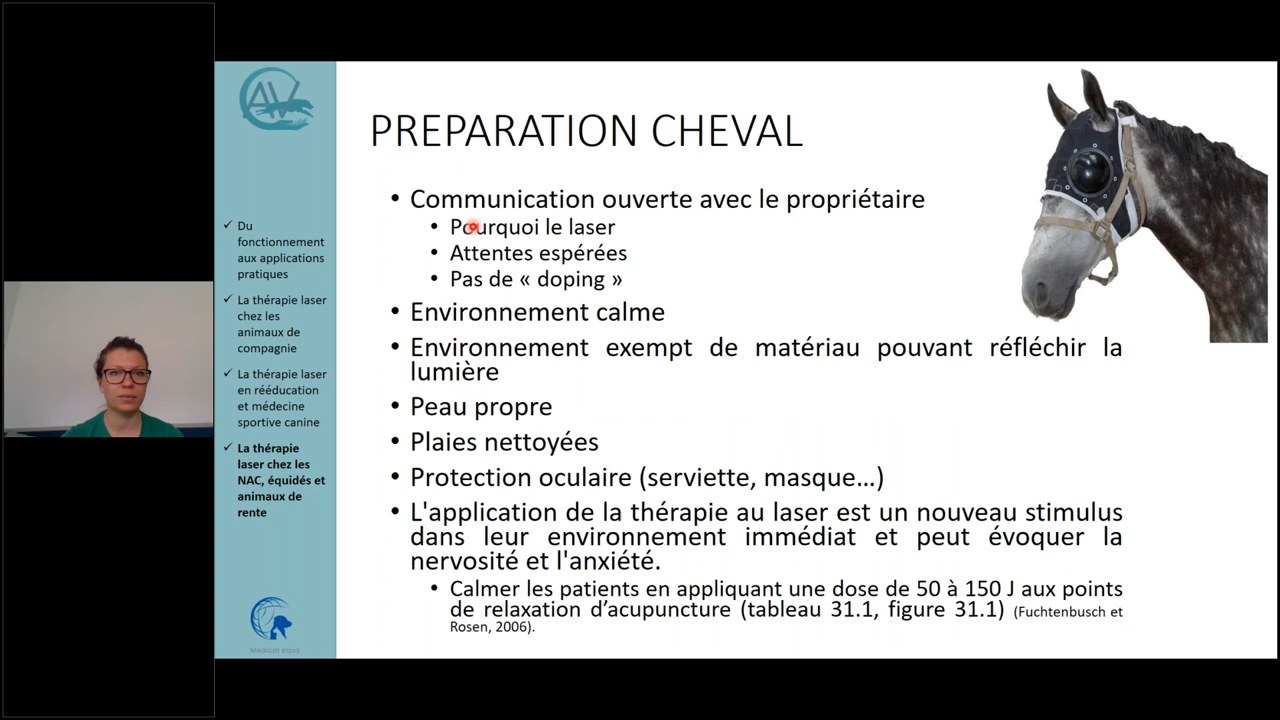 AV
Du
fonctionnement
aux applications
pratiques
La thérapie laser
chez les
animaux de
compagnie
La thérapie laser
en rééducation
et médecine
sportive canine
La thérapie
laser chez les
NAC, équidés et
animaux de
rente
Medical equip
PREPARATION CHEVAL
• Communication ouverte avec le propriétaire
• Pourquoi le laser
• Attentes espérées
• Pas de « doping »
• Environnement calme
• Environnement exempt de matériau pouvant réfléchir la
lumière
• Peau propre
• Plaies nettoyées
• Protection oculaire (serviette, masque…)
• L'application de la thérapie au laser est un nouveau stimulus
dans leur environnement immédiat et peut évoquer la
nervosité et l'anxiété.
• Calmer les patients en appliquant une dose de 50 à 150 J aux points
de relaxation d’acupuncture (tableau 31.1, figure 31.1) (Fuchtenbusch et
Rosen, 2006).